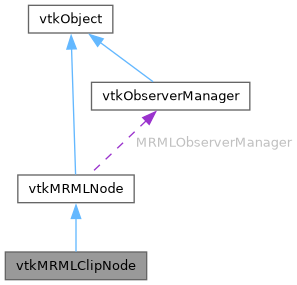 vtkObject
vtkObserverManager
MRMLObserverManager
vtkMRMLNode
vtkMRMLClipNode